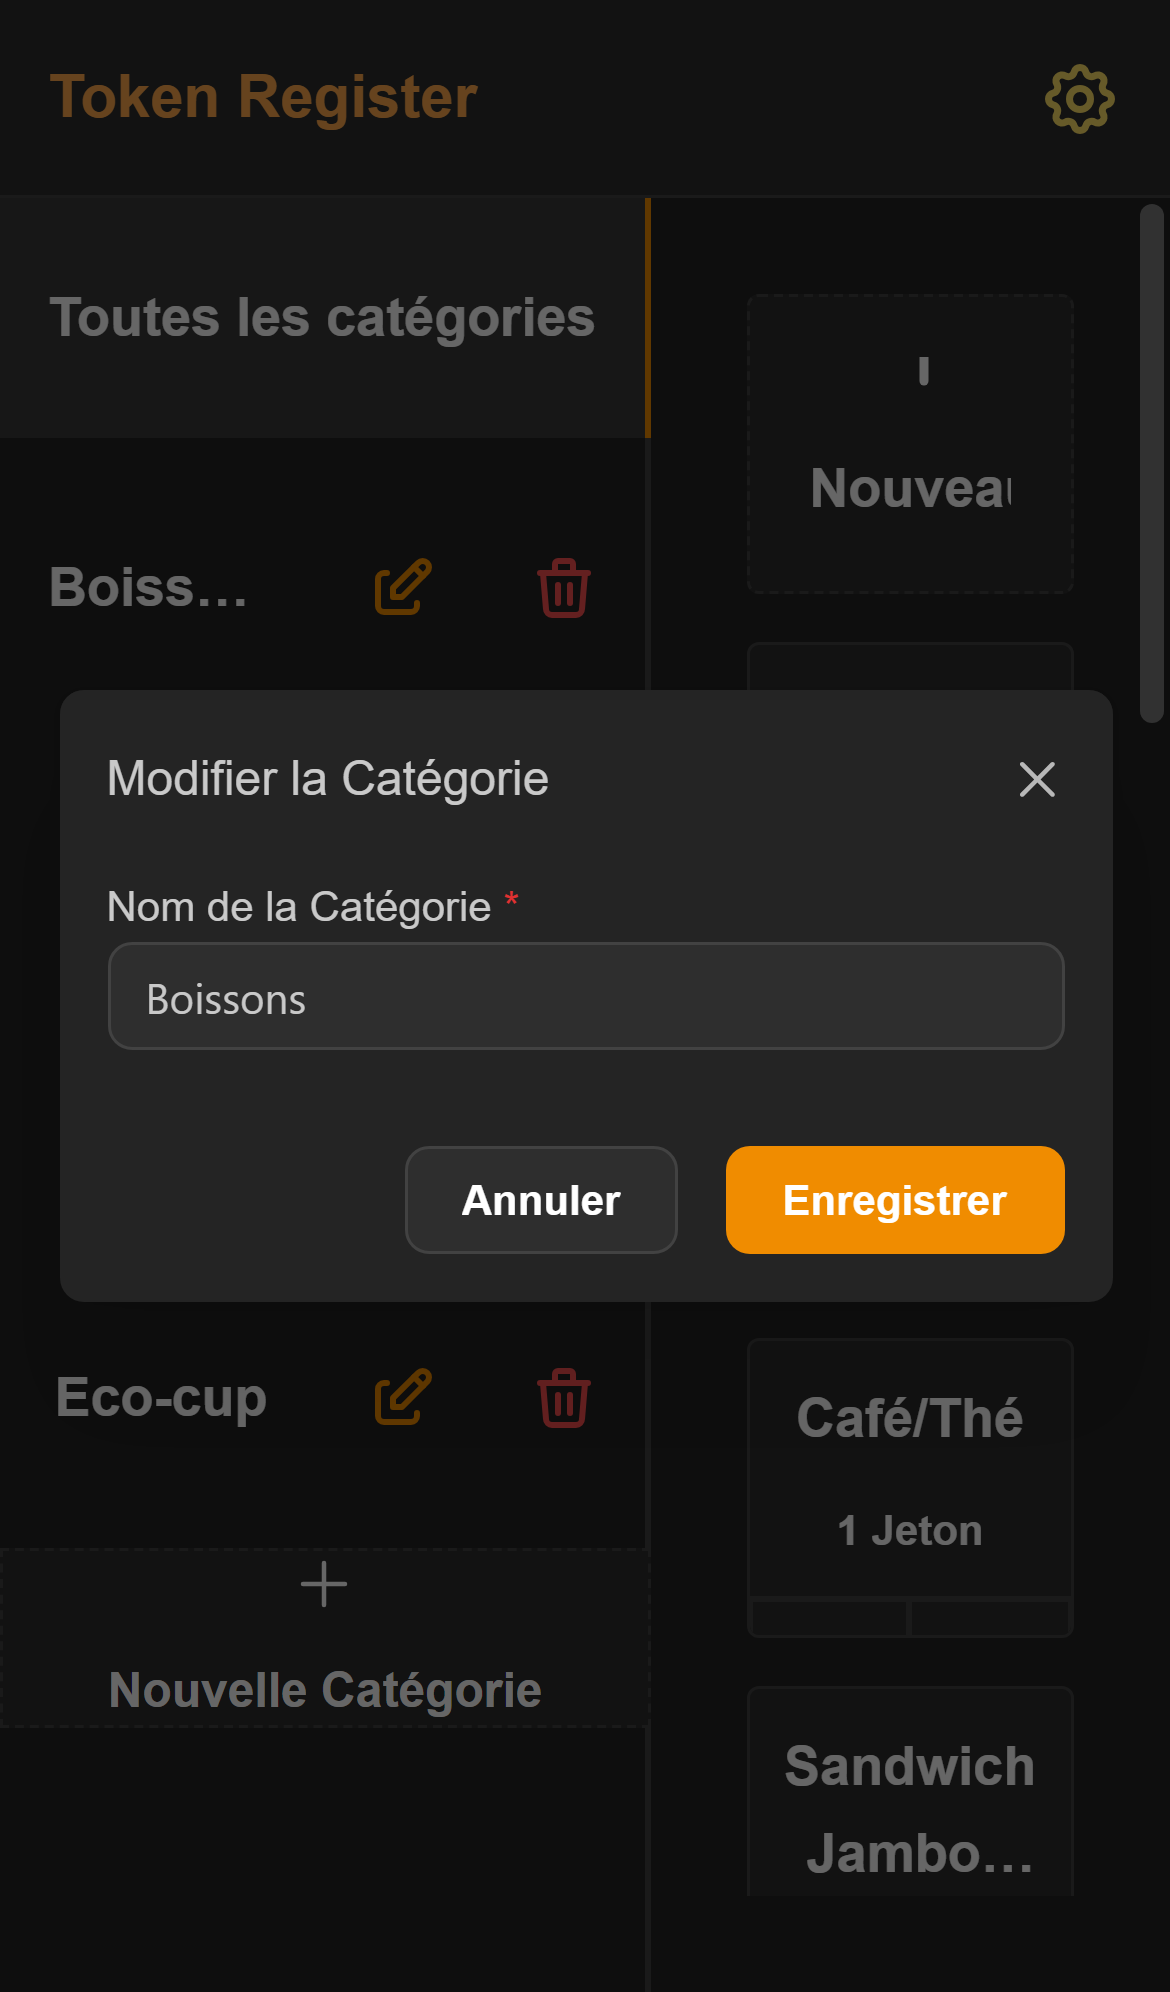 Token Register
Toutes les catégories
Boiss...
Eco-cup
Nouvelle Catégorie
Nouveau
Café/Thé
1 Jeton
Sandwich
Jambo...
Modifier la Catégorie
Nom de la Catégorie *
Boissons
Annuler
Enregistrer